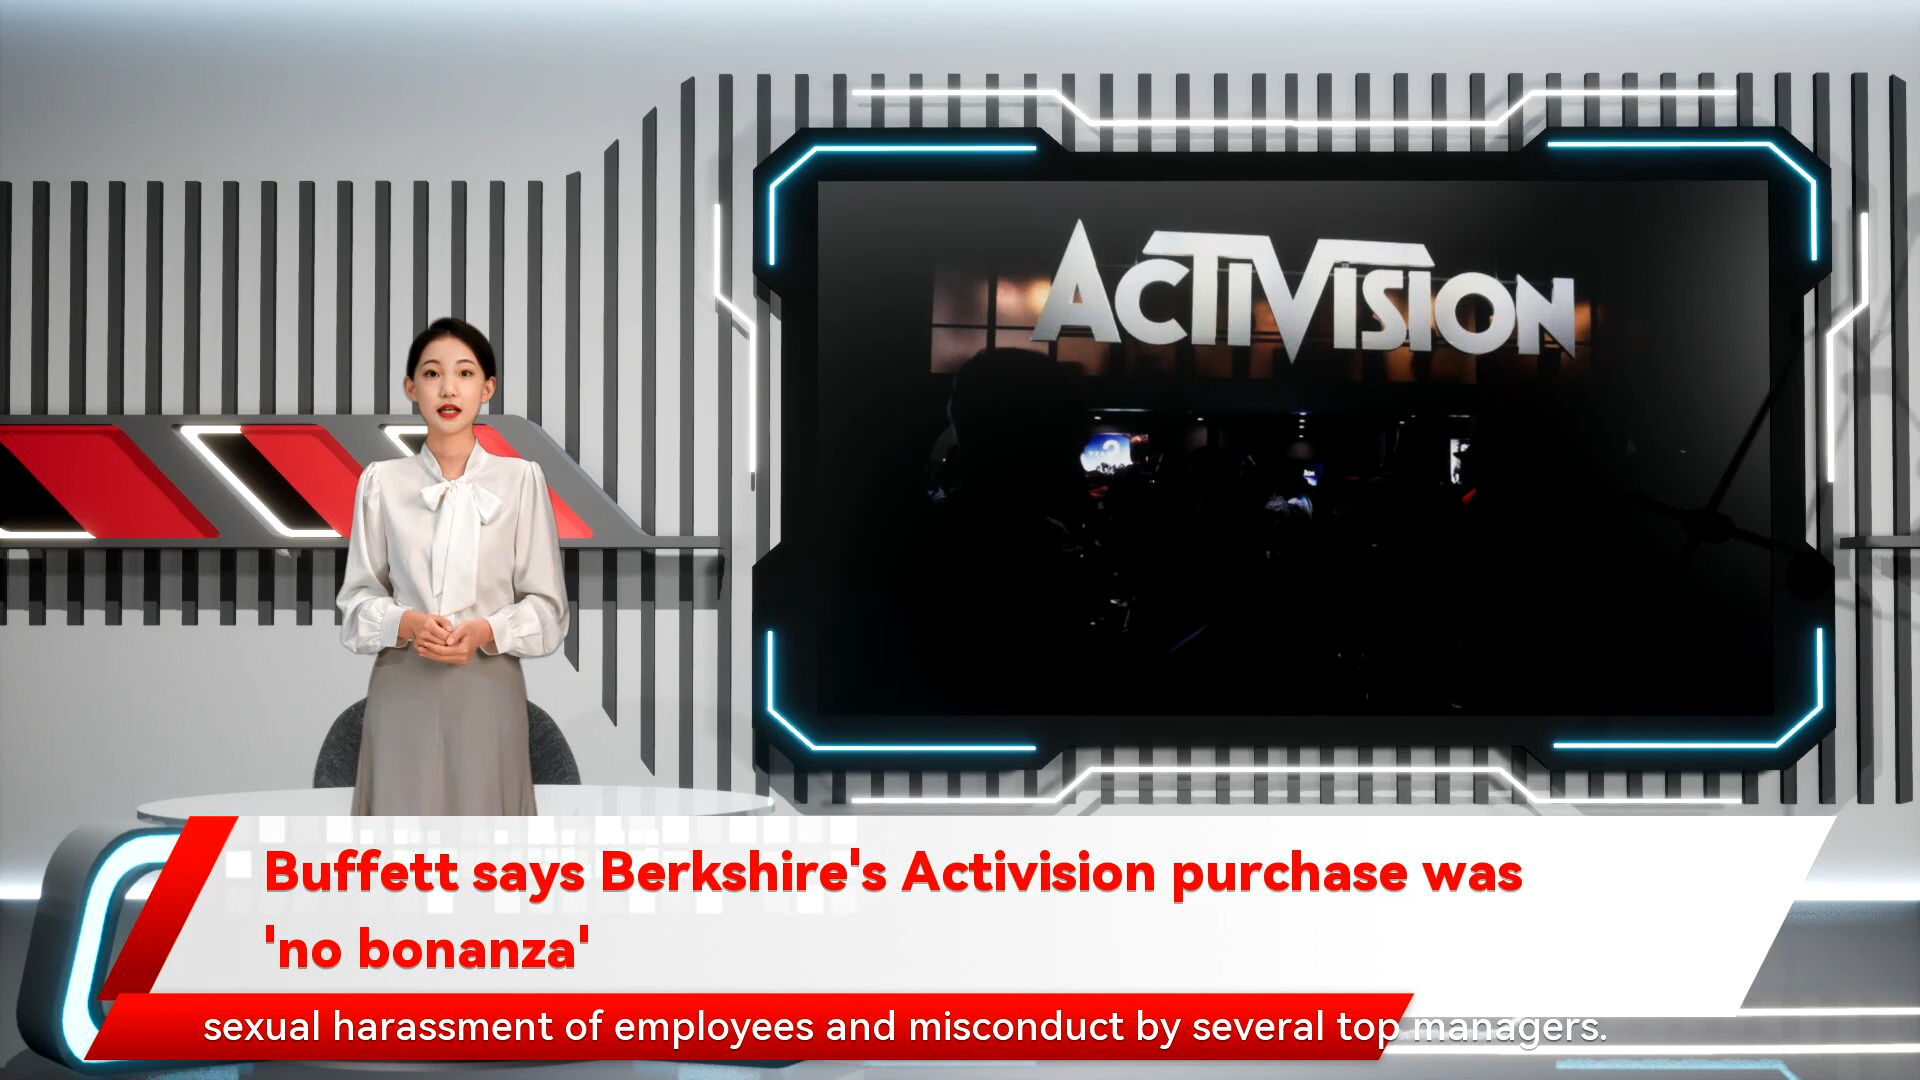 ACTIVISION
Buffett says Berkshire's Activision purchase was
'no bonanza'
sexual harassment of employees and misconduct by several top managers.